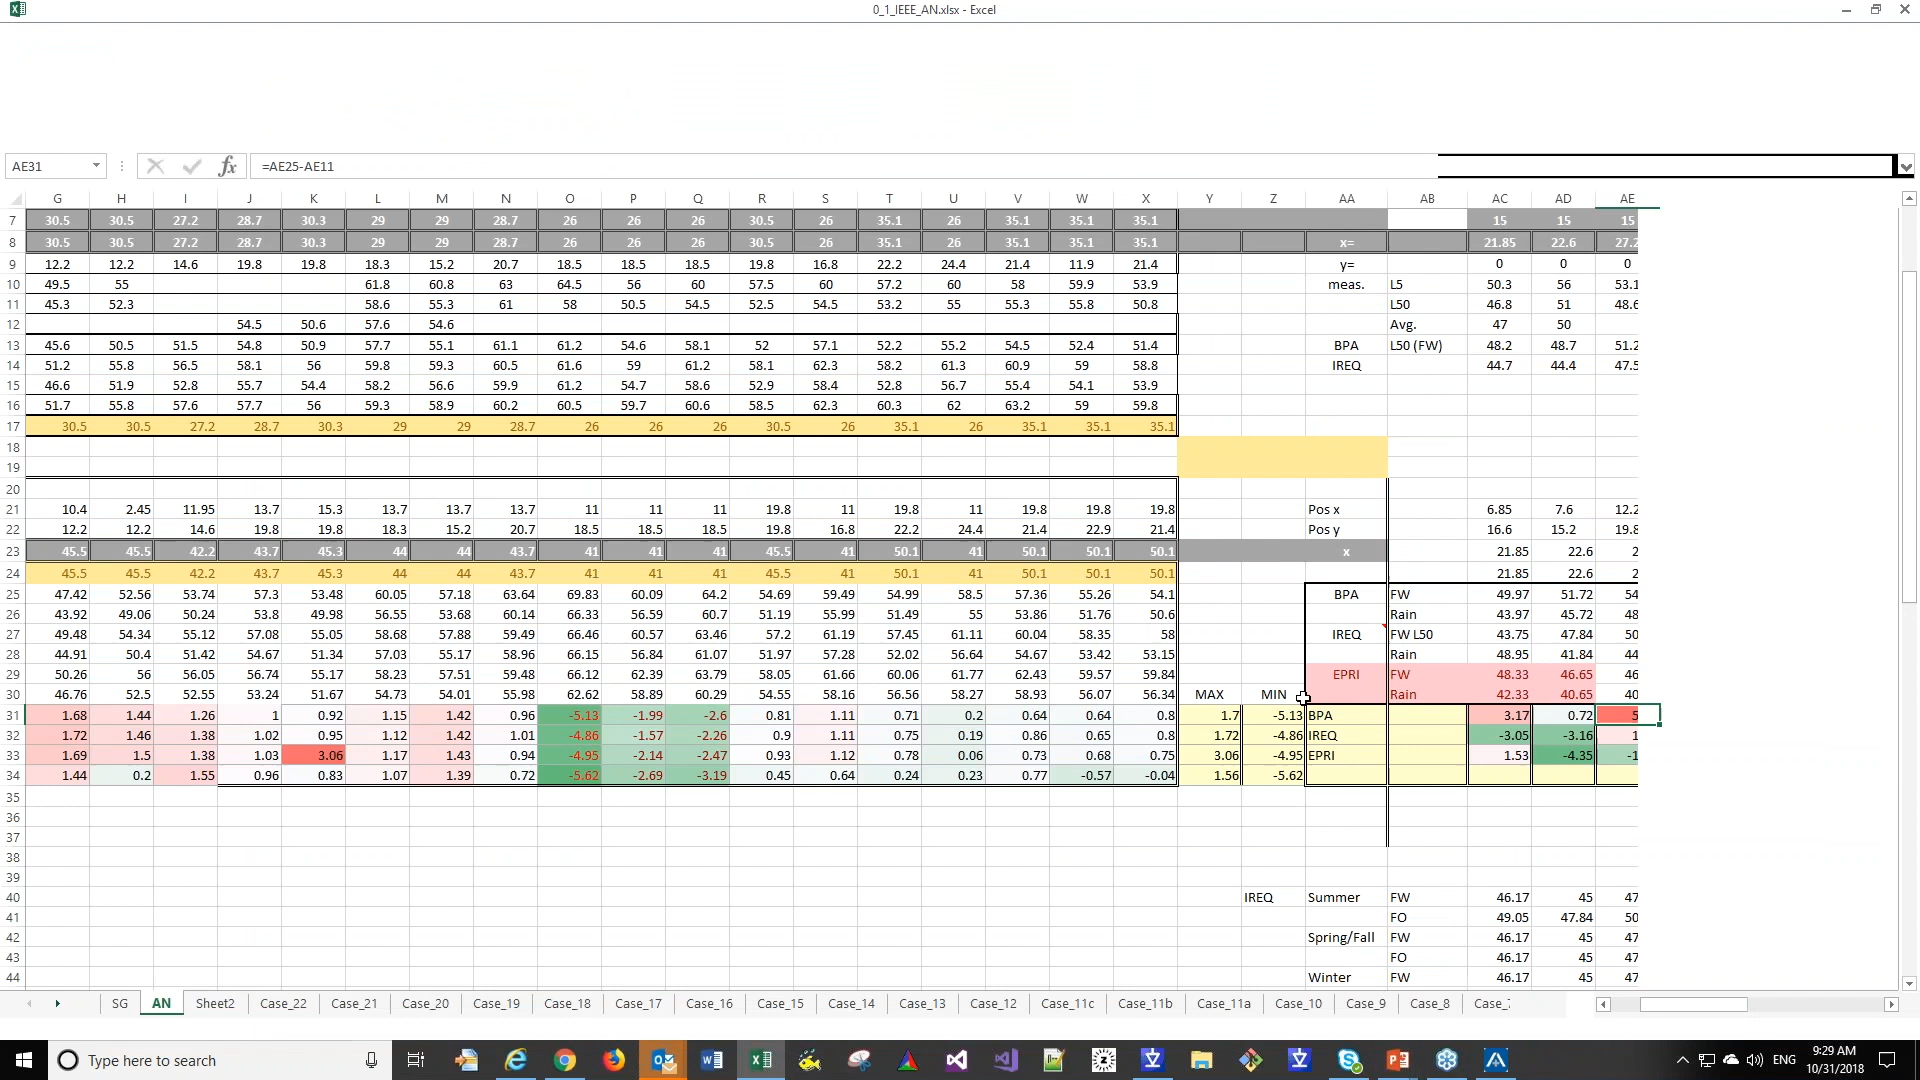 0_1_IEEE_AN.xlsx - Excel
AE31 fx =AE25-AE11
G H I J K L M N O P Q R S T U V W X Y Z AA AB AC AD AE
7 30.5 30.5 27.2 28.7 30.3 29 29 28.7 26 26 26 30.5 26 35.1 26 35.1 35.1 35.1 15 15 15
8 30.5 30.5 27.2 28.7 30.3 29 29 28.7 26 26 26 30.5 26 35.1 26 35.1 35.1 35.1 x= 21.85 22.6 27.2
9 12.2 12.2 14.6 19.8 19.8 18.3 15.2 20.7 18.5 18.5 18.5 19.8 16.8 22.2 24.4 21.4 11.9 21.4 y= 0 0 0
10 49.5 55 61.8 60.8 63 64.5 56 60 57.5 60 57.2 60 58 59.9 53.9 meas. L5 50.3 56 53.1
11 45.3 52.3 58.6 55.3 61 58 50.5 54.5 52.5 54.5 53.2 55 55.3 55.8 50.8 L50 46.8 51 48.6
12 54.5 50.6 57.6 54.6 Avg. 47 50
13 45.6 50.5 51.5 54.8 50.9 57.7 55.1 61.1 61.2 54.6 58.1 52 57.1 52.2 55.2 54.5 52.4 51.4 BPA L50 (FW) 48.2 48.7 51.2
14 51.2 55.8 56.5 58.1 56 59.8 59.3 60.5 61.6 59 61.2 58.1 62.3 58.2 61.3 60.9 59 58.8 IREQ 44.7 44.4 47.5
15 46.6 51.9 52.8 55.7 54.4 58.2 56.6 59.9 61.2 54.7 58.6 52.9 58.4 52.8 56.7 55.4 54.1 53.9
16 51.7 55.8 57.6 57.7 56 59.3 58.9 60.2 60.5 59.7 60.6 58.5 62.3 60.3 62 63.2 59 59.8
17 30.5 30.5 27.2 28.7 30.3 29 29 28.7 26 26 26 30.5 26 35.1 26 35.1 35.1 35.1
18
19
20
21 10.4 2.45 11.95 13.7 15.3 13.7 13.7 13.7 11 11 11 19.8 11 19.8 11 19.8 19.8 19.8 Pos x 6.85 7.6 12.2
22 12.2 12.2 14.6 19.8 19.8 18.3 15.2 20.7 18.5 18.5 18.5 19.8 16.8 22.2 24.4 21.4 22.9 21.4 Pos y 16.6 15.2 19.8
23 45.5 45.5 42.2 43.7 45.3 44 44 43.7 41 41 41 45.5 41 50.1 41 50.1 50.1 50.1 x 21.85 22.6 2
24 45.5 45.5 42.2 43.7 45.3 44 44 43.7 41 41 41 45.5 41 50.1 41 50.1 50.1 50.1 21.85 22.6 2
25 47.42 52.56 53.74 57.3 53.48 60.05 57.18 63.64 69.83 60.09 64.2 54.69 59.49 54.99 58.5 57.36 55.26 54.1 BPA FW 49.97 51.72 54
26 43.92 49.06 50.24 53.8 49.98 56.55 53.68 60.14 66.33 56.59 60.7 51.19 55.99 51.49 55 53.86 51.76 50.6 Rain 43.97 45.72 48
27 49.48 54.34 55.12 57.08 55.05 58.68 57.88 59.49 66.46 60.57 63.46 57.2 61.19 57.45 61.11 60.04 58.35 58 IREQ FW L50 43.75 47.84 50
28 44.91 50.4 51.42 54.67 51.34 57.03 55.17 58.96 66.15 56.84 61.07 51.97 57.28 52.02 56.64 54.67 53.42 53.15 Rain 48.95 41.84 44
29 50.26 56 56.05 56.74 55.17 58.23 57.51 59.48 66.12 62.39 63.79 58.05 61.66 60.06 61.77 62.43 59.57 59.84 EPRI FW 48.33 46.65 46
30 46.76 52.5 52.55 53.24 51.67 54.73 54.01 55.98 62.62 58.89 60.29 54.55 58.16 56.56 58.27 58.93 56.07 56.34 MAX MIN Rain 42.33 40.65 40
31 1.68 1.44 1.26 1 0.92 1.15 1.42 0.96 -5.13 -1.99 -2.6 0.81 1.11 0.71 0.2 0.64 0.64 0.8 1.7 -5.13 BPA 3.17 0.72 5
32 1.72 1.46 1.38 1.02 0.95 1.12 1.42 1.01 -4.86 -1.57 -2.26 0.9 1.11 0.75 0.19 0.86 0.65 0.8 1.72 -4.86 IREQ -3.05 -3.16 1
33 1.69 1.5 1.38 1.03 3.06 1.17 1.43 0.94 -4.95 -2.14 -2.47 0.93 1.12 0.78 0.06 0.73 0.68 0.75 3.06 -4.95 EPRI 1.53 -4.35 -1
34 1.44 0.2 1.55 0.96 0.83 1.07 1.39 0.72 -5.62 -2.69 -3.19 0.45 0.64 0.24 0.23 0.77 -0.57 -0.04 1.56 -5.62
35
36
37
38
39
40 IREQ Summer FW 46.17 45 47
41 FO 49.05 47.84 50
42 Spring/Fall FW 46.17 45 47
43 FO 46.17 45 47
44 Winter FW 46.17 45 47
SG AN Sheet2 Case_22 Case_21 Case_20 Case_19 Case_18 Case_17 Case_16 Case_15 Case_14 Case_13 Case_12 Case_11c Case_11b Case_11a Case_10 Case_9 Case_8
Type here to search
ENG
9:29 AM
10/31/2018